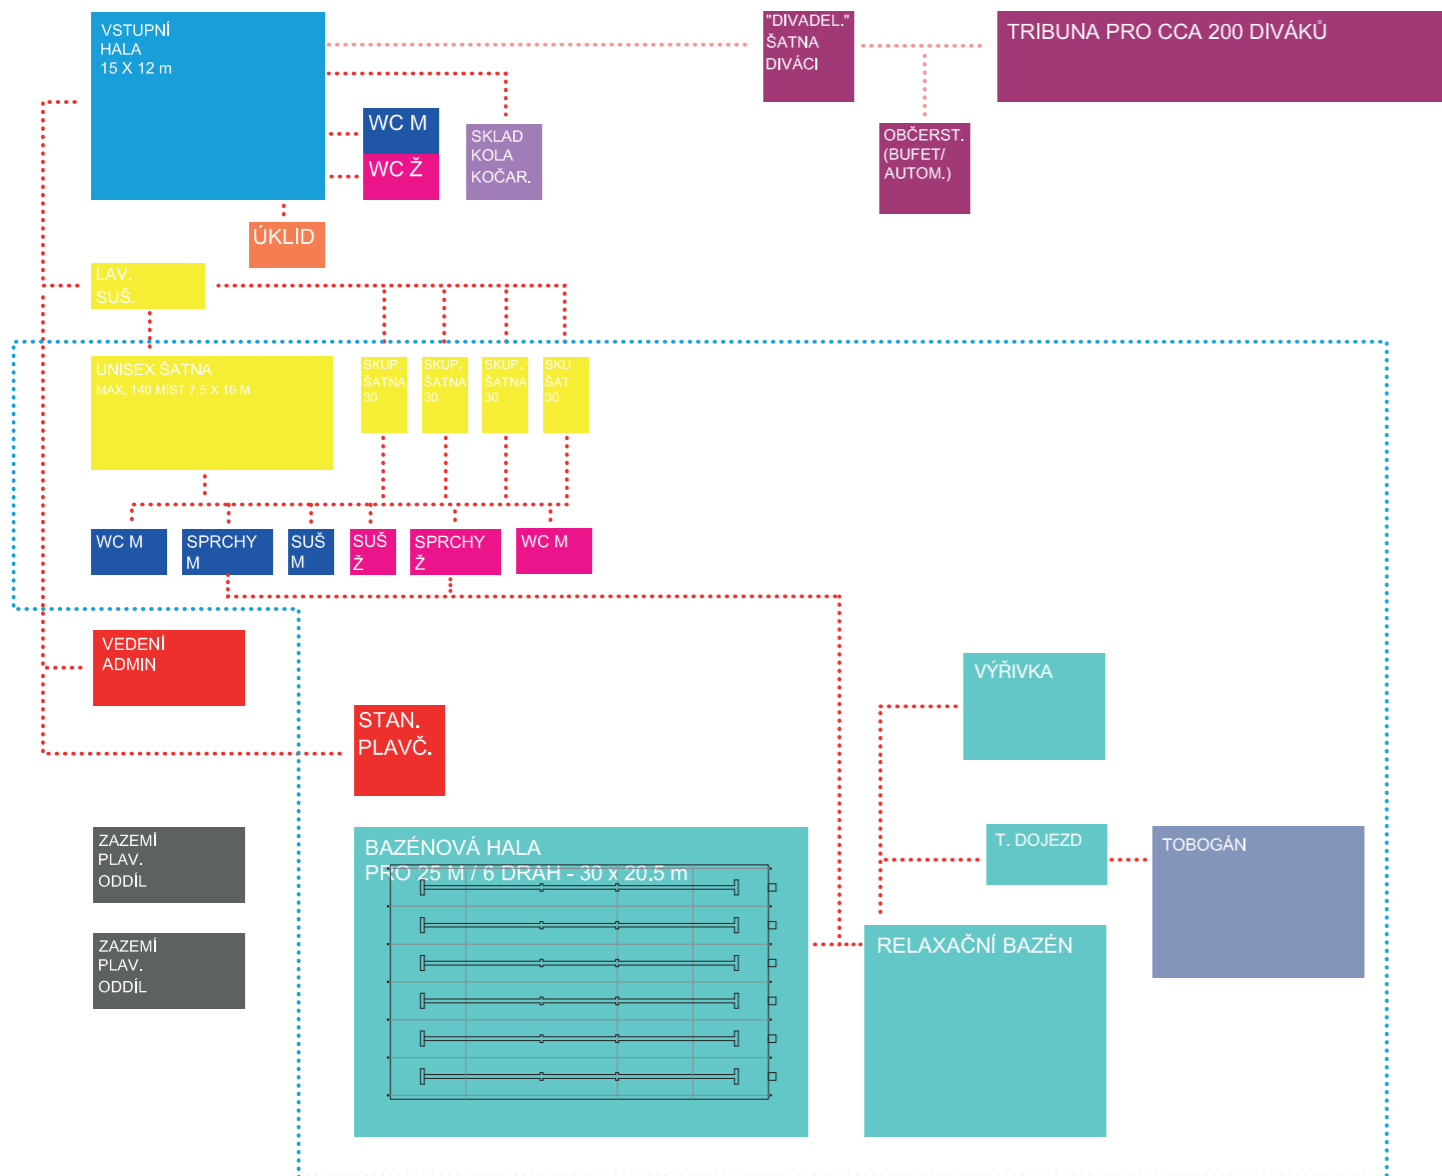 VSTUPNÍ
HALA
15 X 12 m
"DIVADEL."
ŠATNA
DIVÁCI
TRIBUNA PRO CCA 200 DIVÁKŮ
WC M
WC Ž
SKLAD
KOLA
KOČAR.
OBČERST.
(BUFET/
AUTOM.)
ÚKLID
LAV.
SUŠ.
UNISEX ŠATNA
MAX. 140 MÍST 7,5 X 16 M
SKUP.
ŠATNA
30
SKUP.
ŠATNA
30
SKUP.
ŠATNA
30
SKU
ŠAT
30
WC M
SPRCHY
M
SUŠ
M
SUŠ
Ž
SPRCHY
Ž
WC M
VEDENÍ
ADMIN
STAN.
PLAVČ.
VÝŘIVKA
ZAZEMÍ
PLAV.
ODDÍL
BAZÉNOVÁ HALA
PRO 25 M / 6 DRAH - 30 x 20.5 m
T. DOJEZD
TOBOGÁN
ZAZEMÍ
PLAV.
ODDÍL
RELAXAČNÍ BAZÉN